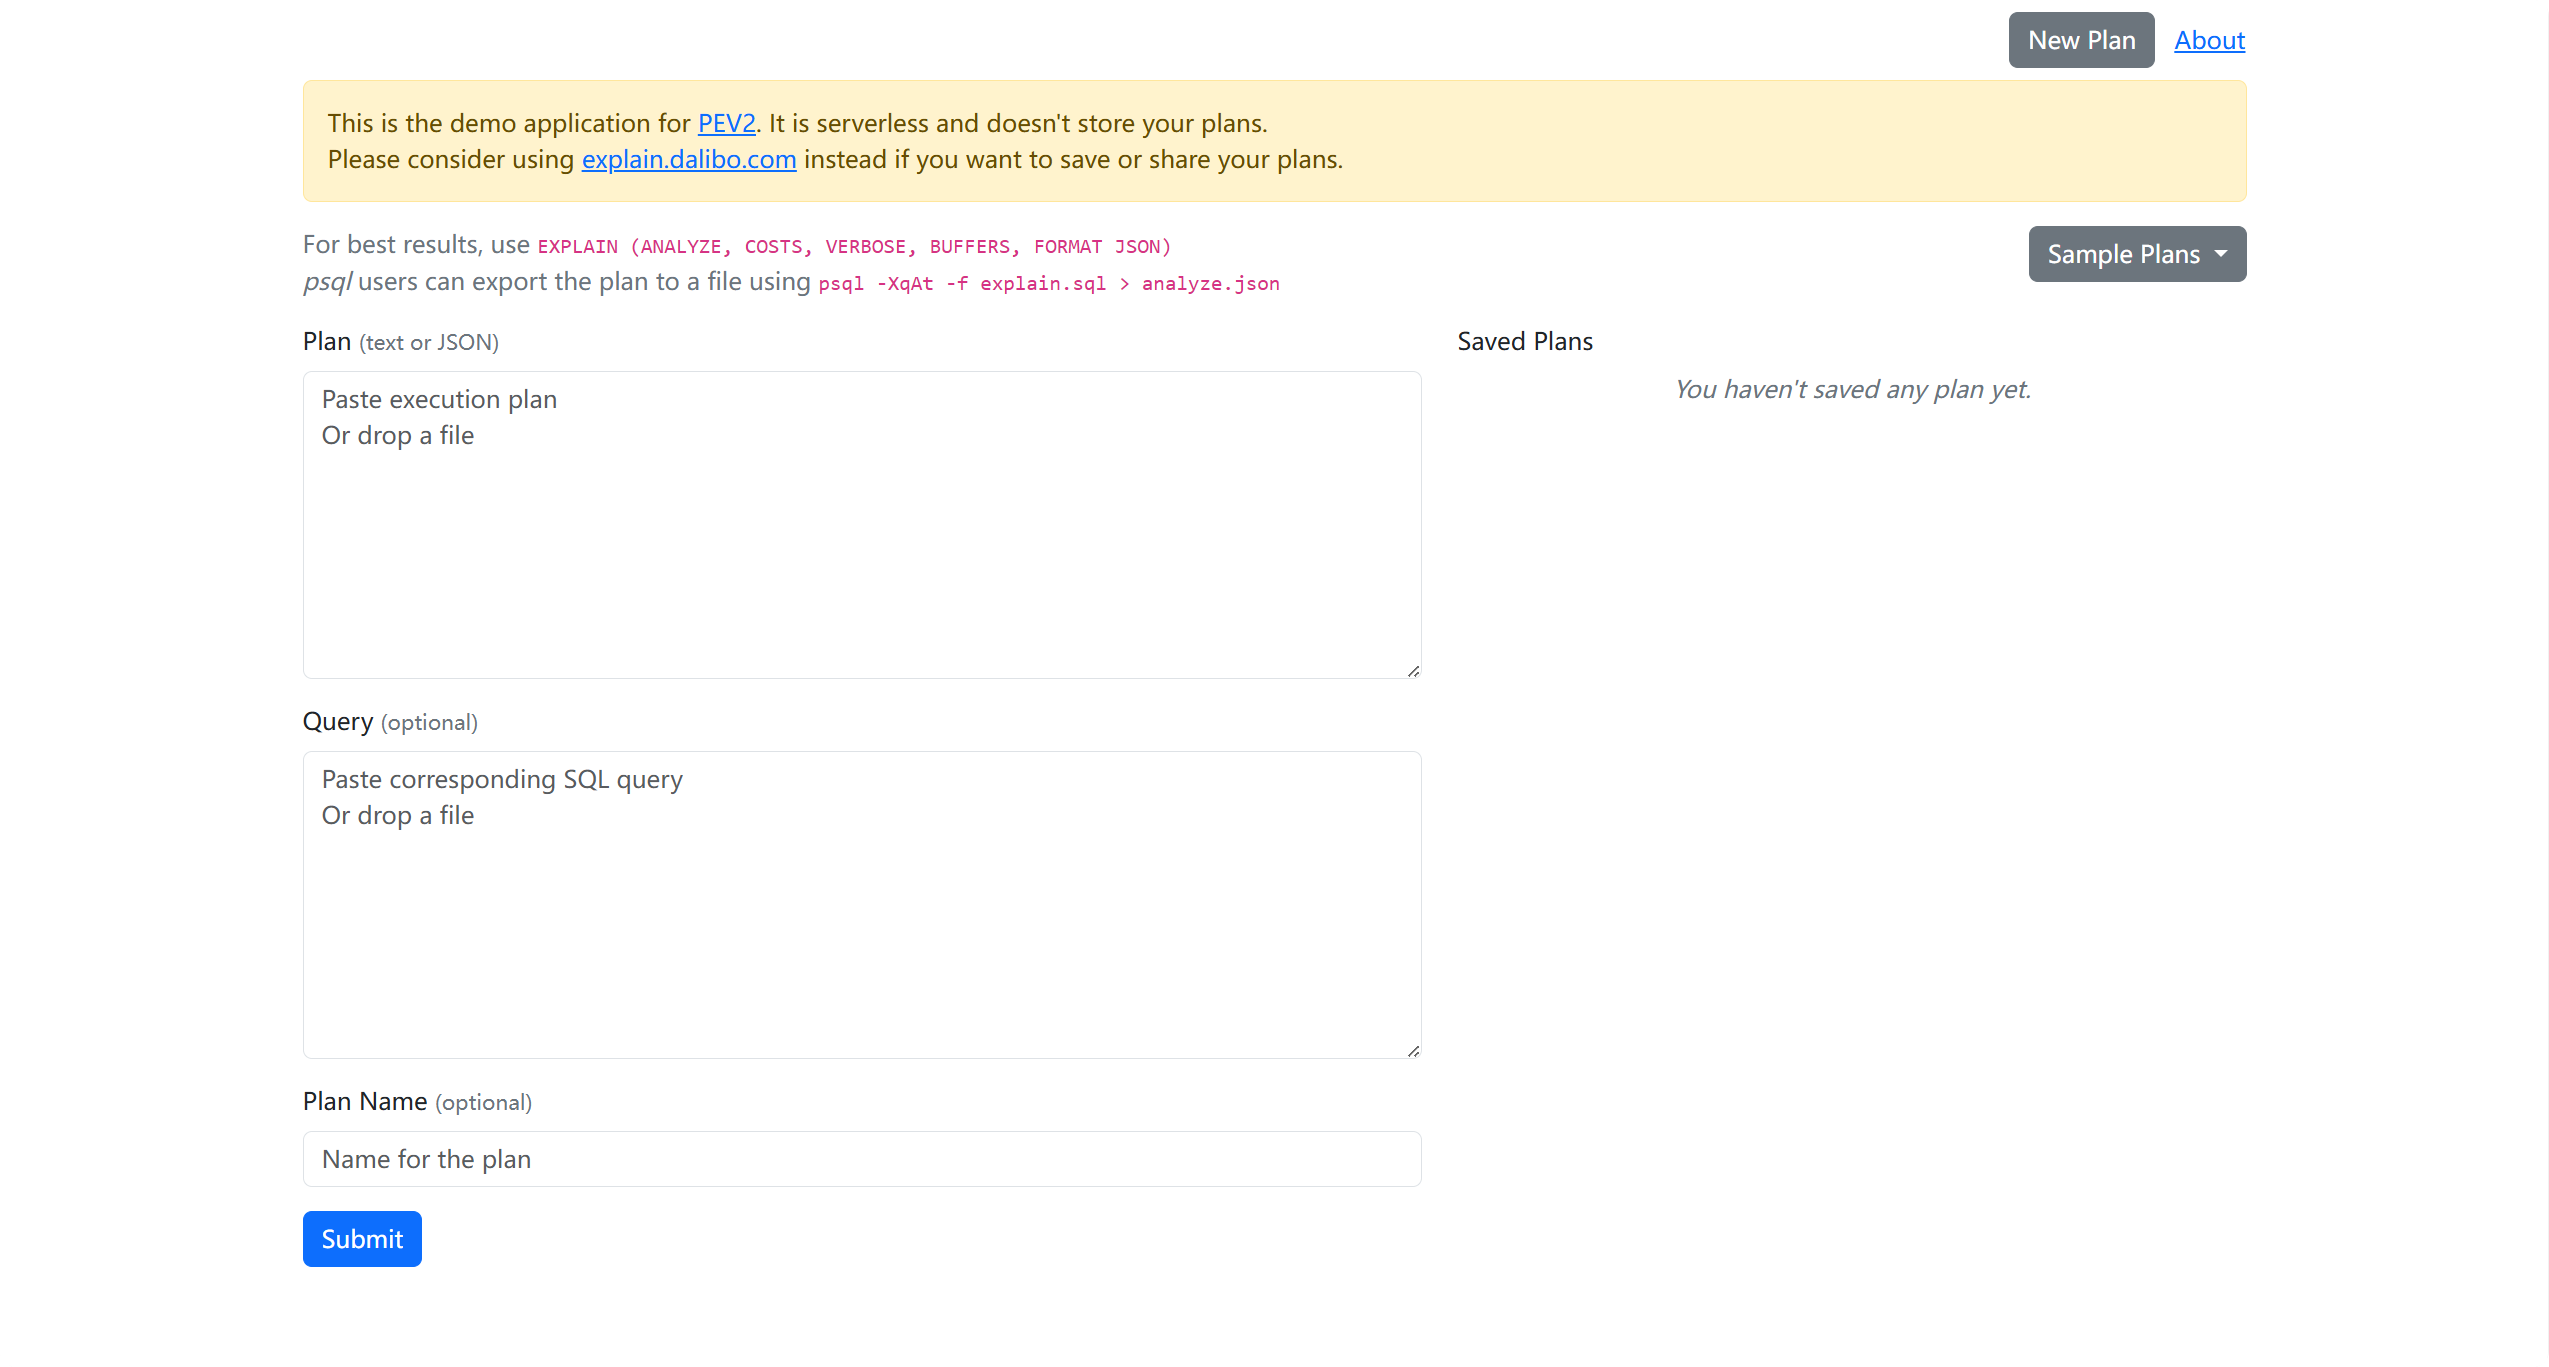 New Plan About
This is the demo application for PEV2. It is serverless and doesn't store your plans.
Please consider using explain.dalibo.com instead if you want to save or share your plans.
For best results, use EXPLAIN (ANALYZE, COSTS, VERBOSE, BUFFERS, FORMAT JSON)
psql users can export the plan to a file using psql -XqAt -f explain.sql > analyze.json
Sample Plans
Plan (text or JSON)
Paste execution plan
Or drop a file
Query (optional)
Paste corresponding SQL query
Or drop a file
Plan Name (optional)
Name for the plan
Submit
Saved Plans
You haven't saved any plan yet.